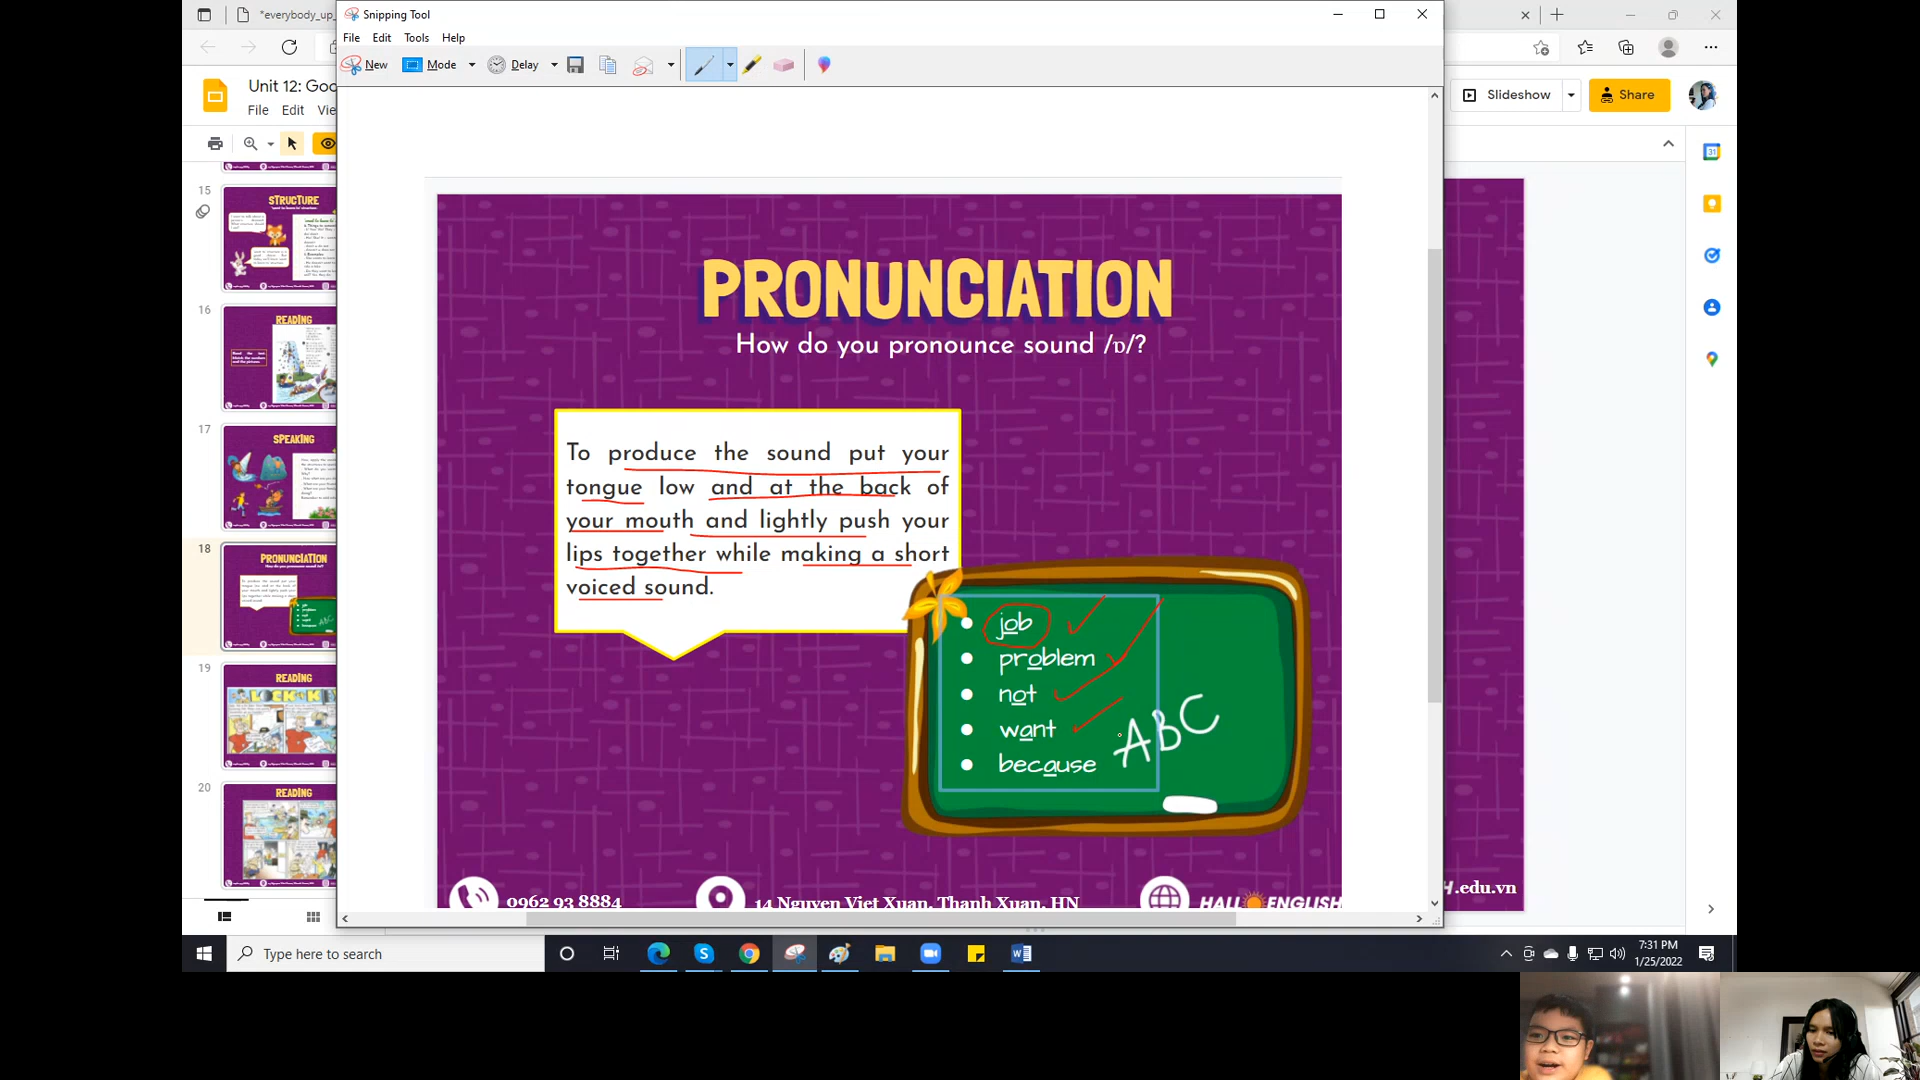 *everybody_up_
Snipping Tool
File Edit Tools Help
New Mode Delay
Unit 12: Goo
File Edit Vie
Slideshow Share
15
STRUCTURE
16
READING
17
SPEAKING
18
PRONUNCIATION
19
READING
20
READING
PRONUNCIATION
How do you pronounce sound /ɒ/?
To produce the sound put your
tongue low and at the back of
your mouth and lightly push your
lips together while making a short
voiced sound.
job
problem
not
want
because
ABC
0962 93 8884
14 Nguyen Viet Xuan, Thanh Xuan, HN
HALLO ENGLISH
H.edu.vn
Type here to search
7:31 PM
1/25/2022